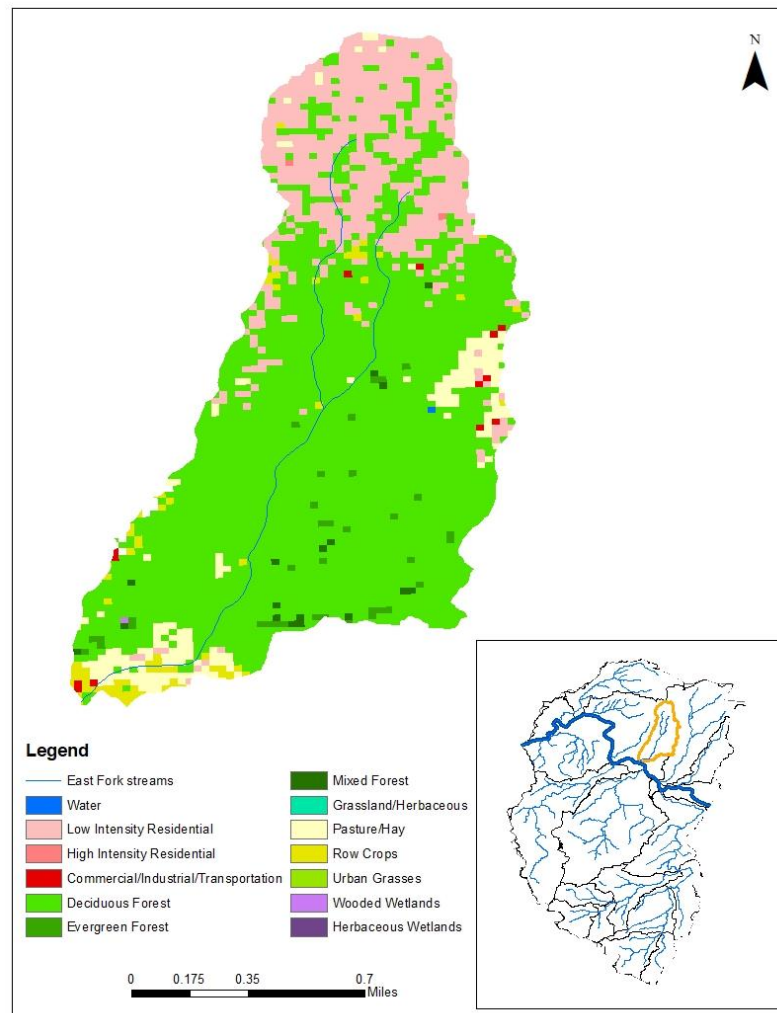 N
Legend
East Fork streams
Water
Low Intensity Residential
High Intensity Residential
Commercial/Industrial/Transportation
Deciduous Forest
Evergreen Forest
Mixed Forest
Grassland/Herbaceous
Pasture/Hay
Row Crops
Urban Grasses
Wooded Wetlands
Herbaceous Wetlands
0 0.175 0.35 0.7
Miles